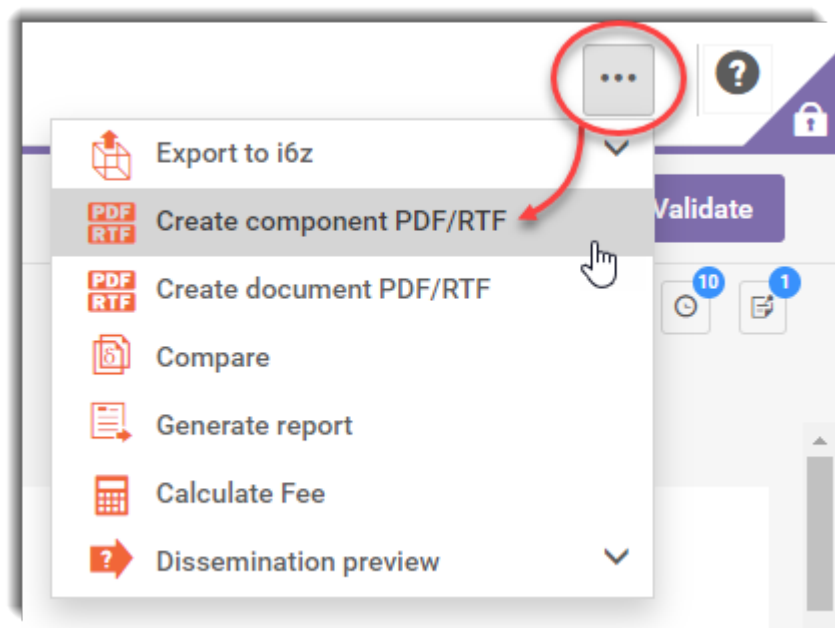 ?
Export to i6z
PDF
RTF
Create component PDF/RTF
Validate
PDF
RTF
Create document PDF/RTF
10
1
δ
Compare
Generate report
Calculate Fee
?
Dissemination preview